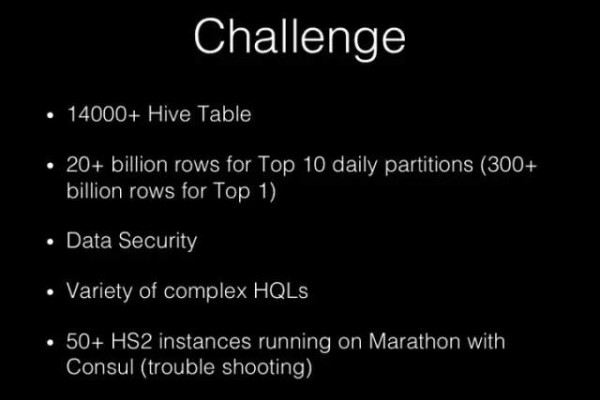 Challenge
• 14000+ Hive Table
• 20+ billion rows for Top 10 daily partitions (300+
billion rows for Top 1)
• Data Security
• Variety of complex HQLs
• 50+ HS2 instances running on Marathon with
Consul (trouble shooting)